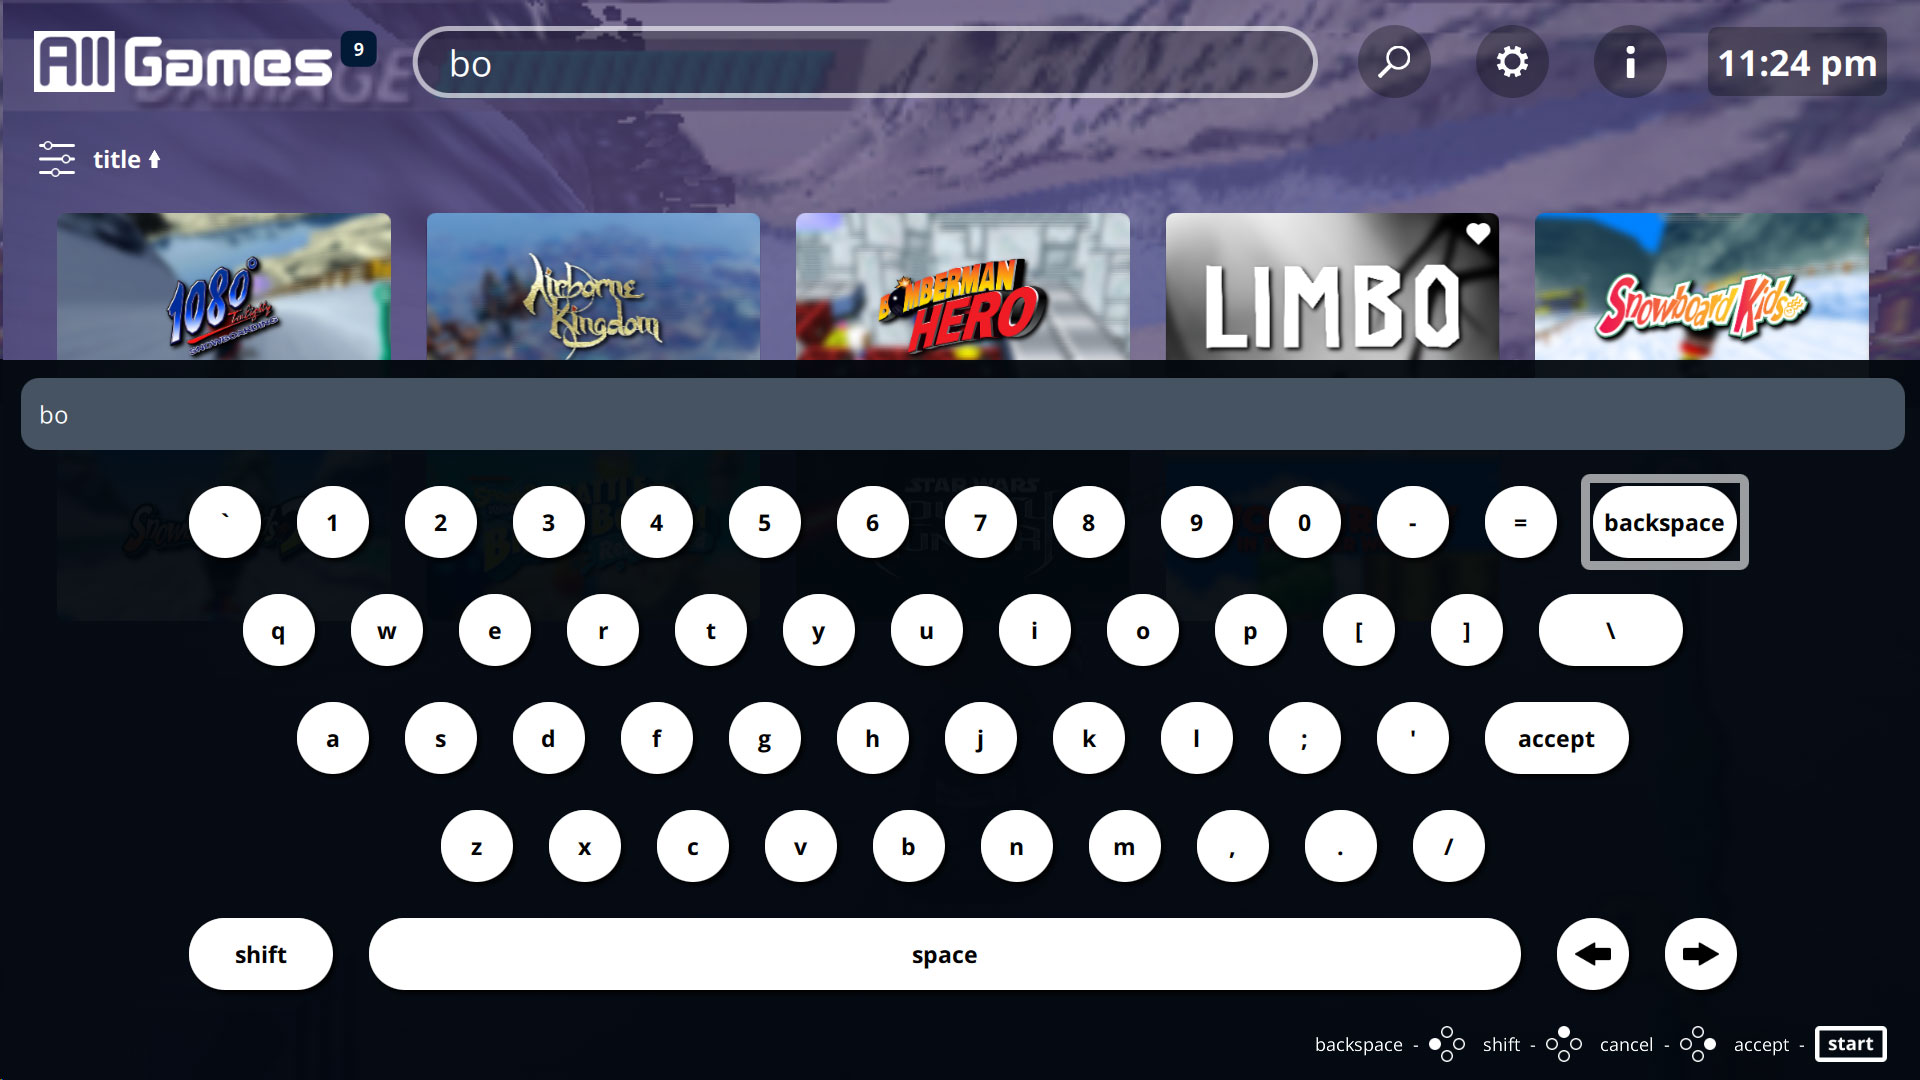 All Games 9
bo
11:24 pm
title
1080°
SNOWBOARDING
Airborne Kingdom
BOMBERMAN HERO
LIMBO
Snowboard Kids
bo
` 1 2 3 4 5 6 7 8 9 0 - = backspace
q w e r t y u i o p [ ] \
a s d f g h j k l ; ' accept
z x c v b n m , . /
shift space
backspace - shift - cancel - accept - start